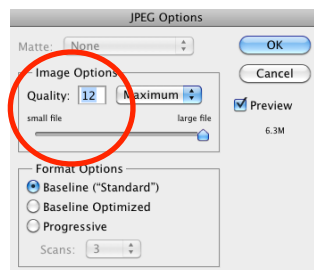 JPEG Options
Matte: None
OK
Image Options
Cancel
Quality: 12 Maximum
Preview
small file large file
6.3M
Format Options
Baseline ("Standard")
Baseline Optimized
Progressive
Scans: 3